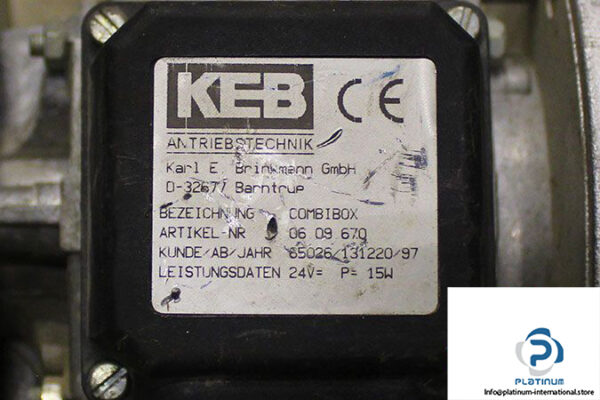 KEB CE
ANTRIEBSTECHNIK
Karl E. Brinkmann GmbH
D-32677 Barntrup
BEZEICHNUNG COMBIBOX
ARTIKEL-NR 06 09 670
KUNDE/AB/JAHR 65026/131220/97
LEISTUNGSDATEN 24V= P= 15W
PLATINUM
platinum-international.store